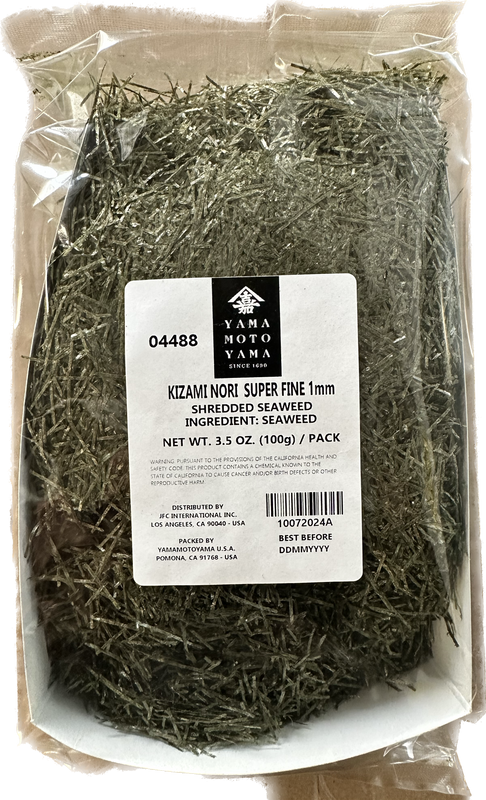 嘉
YAMA
MOTO
YAMA
SINCE 1690
04488
KIZAMI NORI SUPER FINE 1mm
SHREDDED SEAWEED
INGREDIENT: SEAWEED
NET WT. 3.5 OZ. (100g) / PACK
WARNING: PURSUANT TO THE PROVISIONS OF THE CALIFORNIA HEALTH AND
SAFETY CODE, THIS PRODUCT CONTAINS A CHEMICAL KNOWN TO THE
STATE OF CALIFORNIA TO CAUSE CANCER AND/OR BIRTH DEFECTS OR OTHER
REPRODUCTIVE HARM.
DISTRIBUTED BY
JFC INTERNATIONAL INC.
LOS ANGELES, CA 90040 - USA
PACKED BY
YAMAMOTOYAMA U.S.A.
POMONA, CA 91768 - USA
10072024A
BEST BEFORE
DDMMYYYY